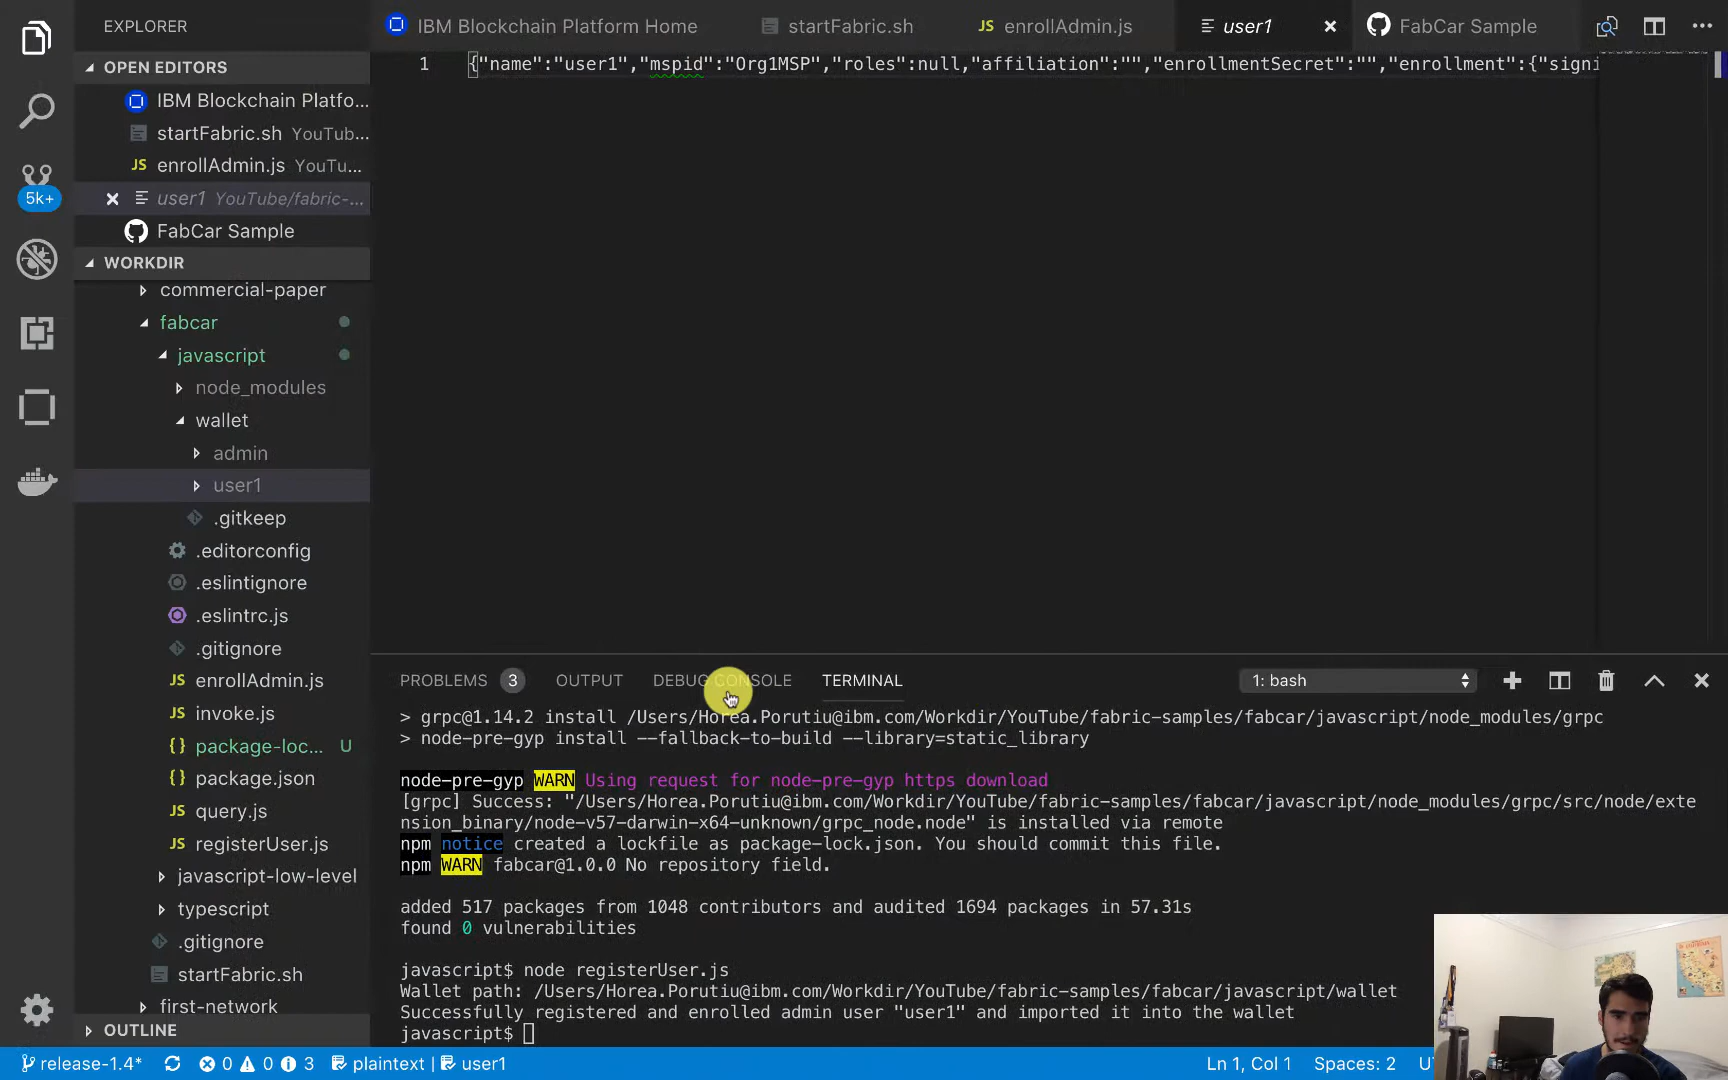 EXPLORER
OPEN EDITORS
IBM Blockchain Platfo...
startFabric.sh YouTub...
JS enrollAdmin.js YouTu...
user1 YouTube/fabric-...
FabCar Sample
WORKDIR
commercial-paper
fabcar
javascript
node_modules
wallet
admin
user1
.gitkeep
.editorconfig
.eslintignore
.eslintrc.js
.gitignore
JS enrollAdmin.js
JS invoke.js
{} package-loc... U
{} package.json
JS query.js
JS registerUser.js
javascript-low-level
typescript
.gitignore
startFabric.sh
first-network
OUTLINE
5k+
IBM Blockchain Platform Home
startFabric.sh
JS enrollAdmin.js
user1
FabCar Sample
1 {"name":"user1","mspid":"Org1MSP","roles":null,"affiliation":"","enrollmentSecret":"","enrollment":{"signi
PROBLEMS 3 OUTPUT DEBUG CONSOLE TERMINAL 1: bash
> grpc@1.14.2 install /Users/Horea.Porutiu@ibm.com/Workdir/YouTube/fabric-samples/fabcar/javascript/node_modules/grpc
> node-pre-gyp install --fallback-to-build --library=static_library
node-pre-gyp WARN Using request for node-pre-gyp https download
[grpc] Success: "/Users/Horea.Porutiu@ibm.com/Workdir/YouTube/fabric-samples/fabcar/javascript/node_modules/grpc/src/node/exte
nsion_binary/node-v57-darwin-x64-unknown/grpc_node.node" is installed via remote
npm notice created a lockfile as package-lock.json. You should commit this file.
npm WARN fabcar@1.0.0 No repository field.
added 517 packages from 1048 contributors and audited 1694 packages in 57.31s
found 0 vulnerabilities
javascript$ node registerUser.js
Wallet path: /Users/Horea.Porutiu@ibm.com/Workdir/YouTube/fabric-samples/fabcar/javascript/wallet
Successfully registered and enrolled admin user "user1" and imported it into the wallet
javascript$
release-1.4* 0 0 3 plaintext | user1 Ln 1, Col 1 Spaces: 2